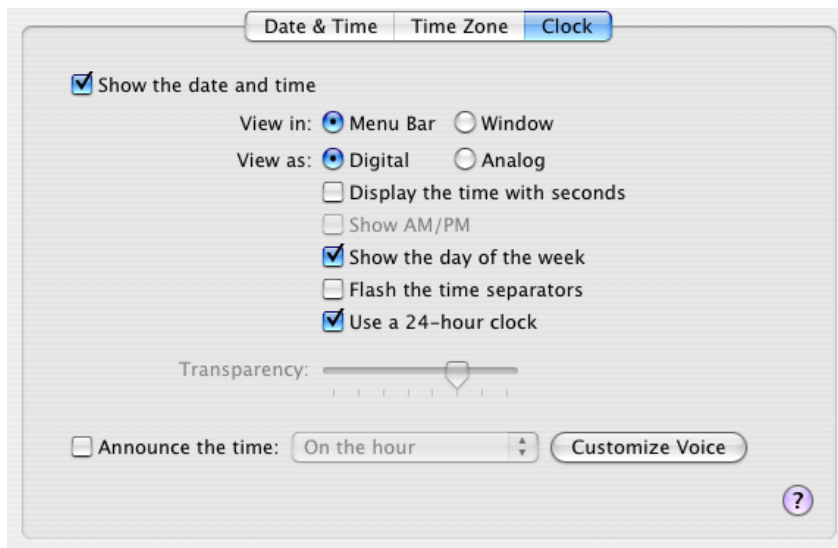 Date & Time Time Zone Clock
Show the date and time
View in: Menu Bar Window
View as: Digital Analog
Display the time with seconds
Show AM/PM
Show the day of the week
Flash the time separators
Use a 24-hour clock
Transparency:
Announce the time: On the hour Customize Voice
?